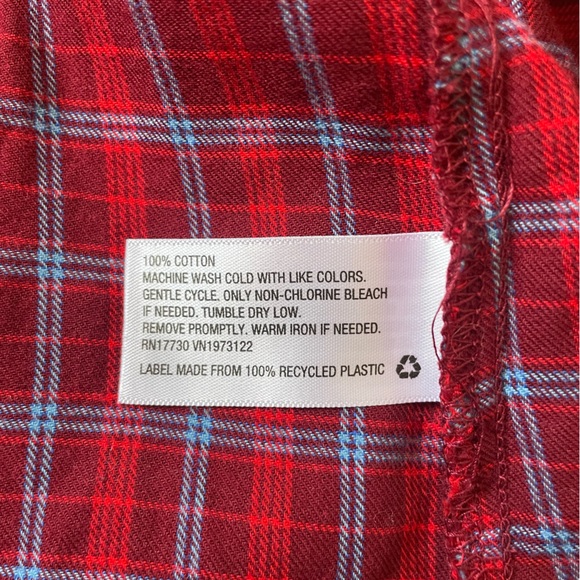 100% COTTON
MACHINE WASH COLD WITH LIKE COLORS.
GENTLE CYCLE. ONLY NON-CHLORINE BLEACH
IF NEEDED. TUMBLE DRY LOW.
REMOVE PROMPTLY. WARM IRON IF NEEDED.
RN17730 VN1973122
LABEL MADE FROM 100% RECYCLED PLASTIC